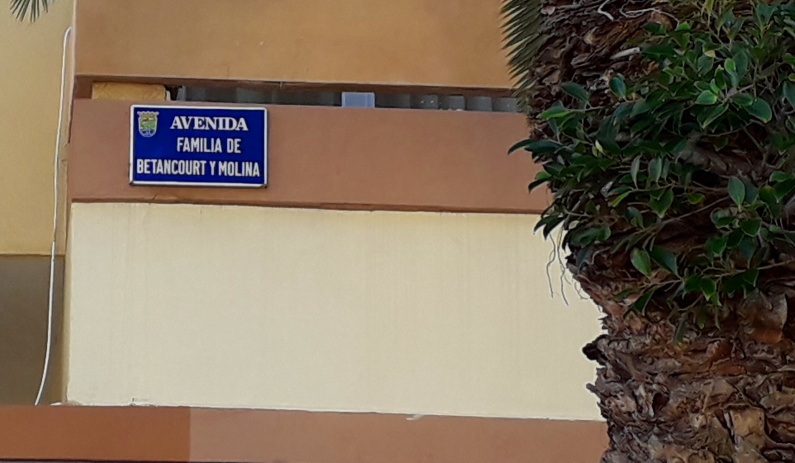 AVENIDA
FAMILIA DE
BETANCOURT Y MOLINA